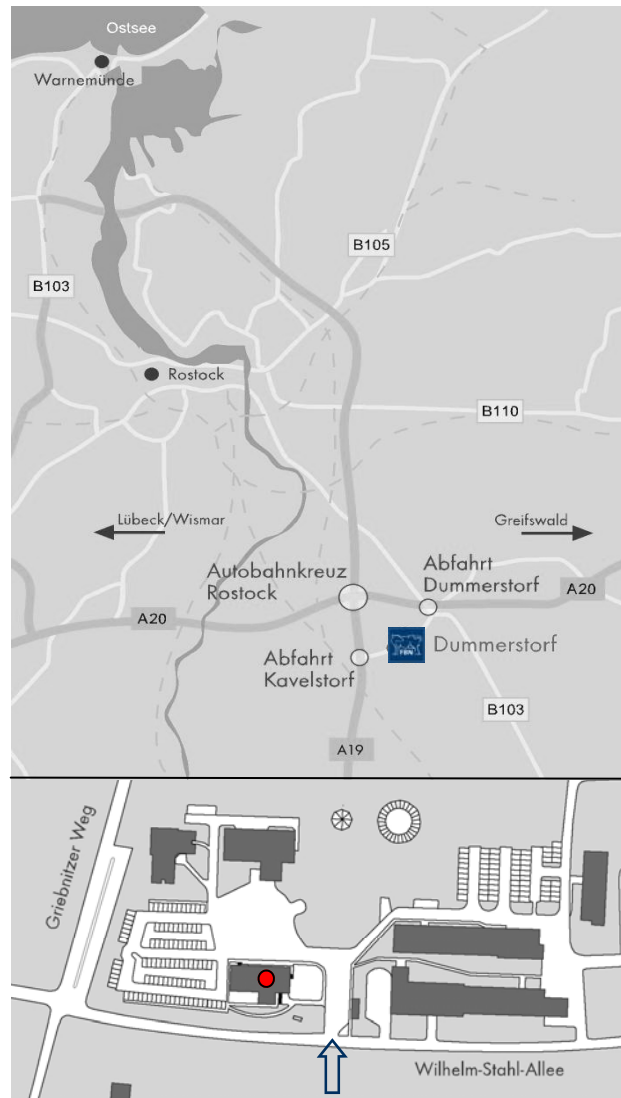 Ostsee
Warnemünde
B105
B103
Rostock
B110
Lübeck/Wismar
Greifswald
Autobahnkreuz
Rostock
Abfahrt
Dummerstorf
A20
A20
FBN
Dummerstorf
Abfahrt
Kavelstorf
B103
A19
Griebnitzer Weg
Wilhelm-Stahl-Allee